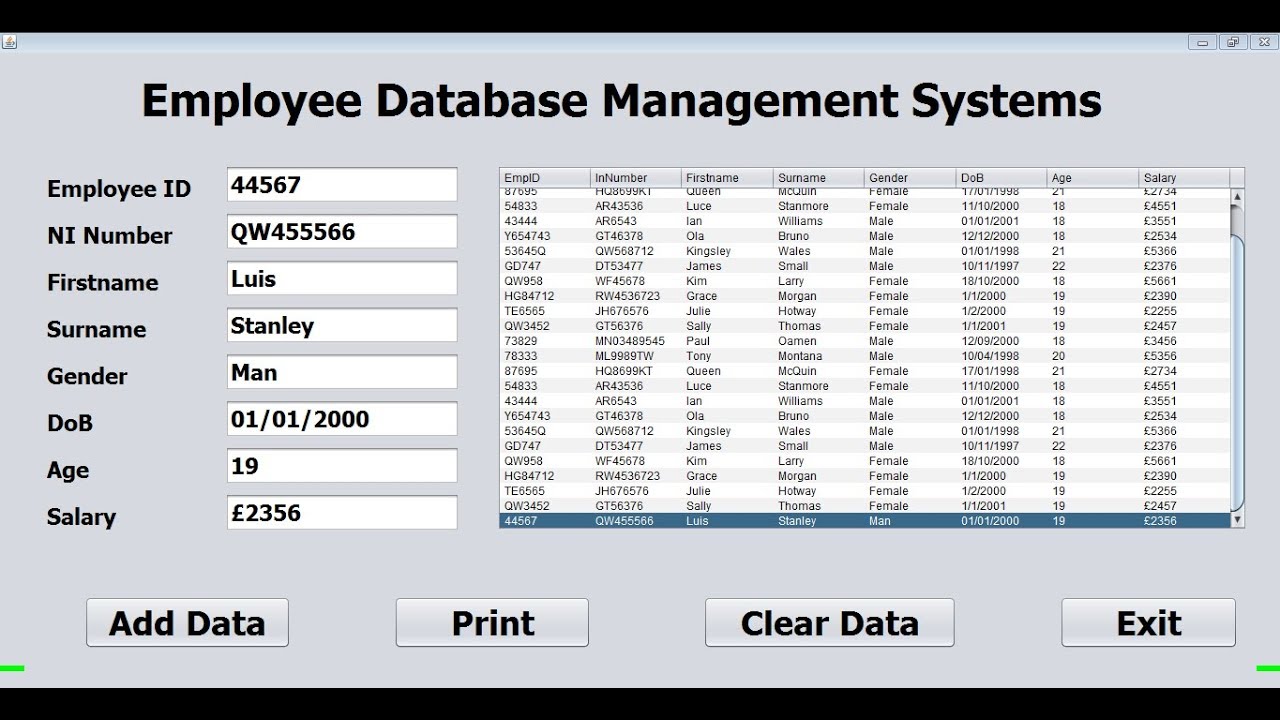 Employee Database Management Systems
Employee ID 44567
NI Number QW455566
Firstname Luis
Surname Stanley
Gender Man
DoB 01/01/2000
Age 19
Salary £2356
EmpID InNumber Firstname Surname Gender DoB Age Salary
87695 HQ8699KT Queen McQuin Female 17/01/1998 21 £2734
54833 AR43536 Luce Stanmore Female 11/10/2000 18 £4551
43444 AR6543 Ian Williams Male 01/01/2001 18 £3551
Y654743 GT46378 Ola Bruno Male 12/12/2000 18 £2534
53645Q QW568712 Kingsley Wales Male 01/01/1998 21 £5366
GD747 DT53477 James Small Male 10/11/1997 22 £2376
QW958 WF45678 Kim Larry Female 18/10/2000 18 £5661
HG84712 RW4536723 Grace Morgan Female 1/1/2000 19 £2390
TE6565 JH676576 Julie Hotway Female 1/2/2000 19 £2255
QW3452 GT56376 Sally Thomas Female 1/1/2001 19 £2457
73829 MN03489545 Paul Oamen Male 12/09/2000 18 £3456
78333 ML9989TW Tony Montana Male 10/04/1998 20 £5356
87695 HQ8699KT Queen McQuin Female 17/01/1998 21 £2734
54833 AR43536 Luce Stanmore Female 11/10/2000 18 £4551
43444 AR6543 Ian Williams Male 01/01/2001 18 £3551
Y654743 GT46378 Ola Bruno Male 12/12/2000 18 £2534
53645Q QW568712 Kingsley Wales Male 01/01/1998 21 £5366
GD747 DT53477 James Small Male 10/11/1997 22 £2376
QW958 WF45678 Kim Larry Female 18/10/2000 18 £5661
HG84712 RW4536723 Grace Morgan Female 1/1/2000 19 £2390
TE6565 JH676576 Julie Hotway Female 1/2/2000 19 £2255
QW3452 GT56376 Sally Thomas Female 1/1/2001 19 £2457
44567 QW455566 Luis Stanley Man 01/01/2000 19 £2356
Add Data Print Clear Data Exit